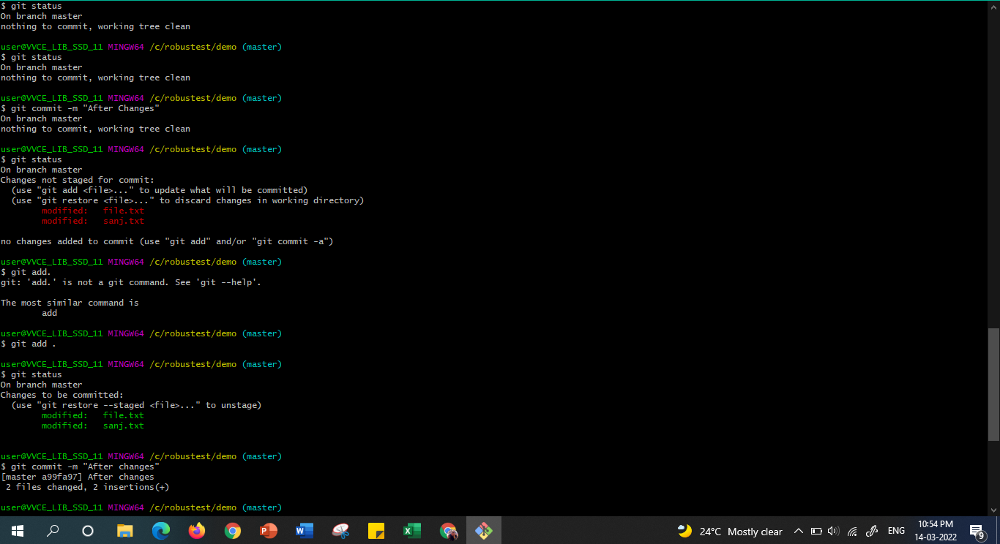 $ git status
On branch master
nothing to commit, working tree clean
user@VVCE_LIB_SSD_11 MINGW64 /c/robustest/demo (master)
$ git status
On branch master
nothing to commit, working tree clean
user@VVCE_LIB_SSD_11 MINGW64 /c/robustest/demo (master)
$ git commit -m "After Changes"
On branch master
nothing to commit, working tree clean
user@VVCE_LIB_SSD_11 MINGW64 /c/robustest/demo (master)
$ git status
On branch master
Changes not staged for commit:
  (use "git add <file>..." to update what will be committed)
  (use "git restore <file>..." to discard changes in working directory)
        modified:   file.txt
        modified:   sanj.txt
no changes added to commit (use "git add" and/or "git commit -a")
user@VVCE_LIB_SSD_11 MINGW64 /c/robustest/demo (master)
$ git add.
git: 'add.' is not a git command. See 'git --help'.
The most similar command is
        add
user@VVCE_LIB_SSD_11 MINGW64 /c/robustest/demo (master)
$ git add .
user@VVCE_LIB_SSD_11 MINGW64 /c/robustest/demo (master)
$ git status
On branch master
Changes to be committed:
  (use "git restore --staged <file>..." to unstage)
        modified:   file.txt
        modified:   sanj.txt
user@VVCE_LIB_SSD_11 MINGW64 /c/robustest/demo (master)
$ git commit -m "After changes"
[master a99fa97] After changes
 2 files changed, 2 insertions(+)
user@VVCE_LIB_SSD_11 MINGW64 /c/robustest/demo (master)
24°C Mostly clear ENG 10:54 PM
14-03-2022 9